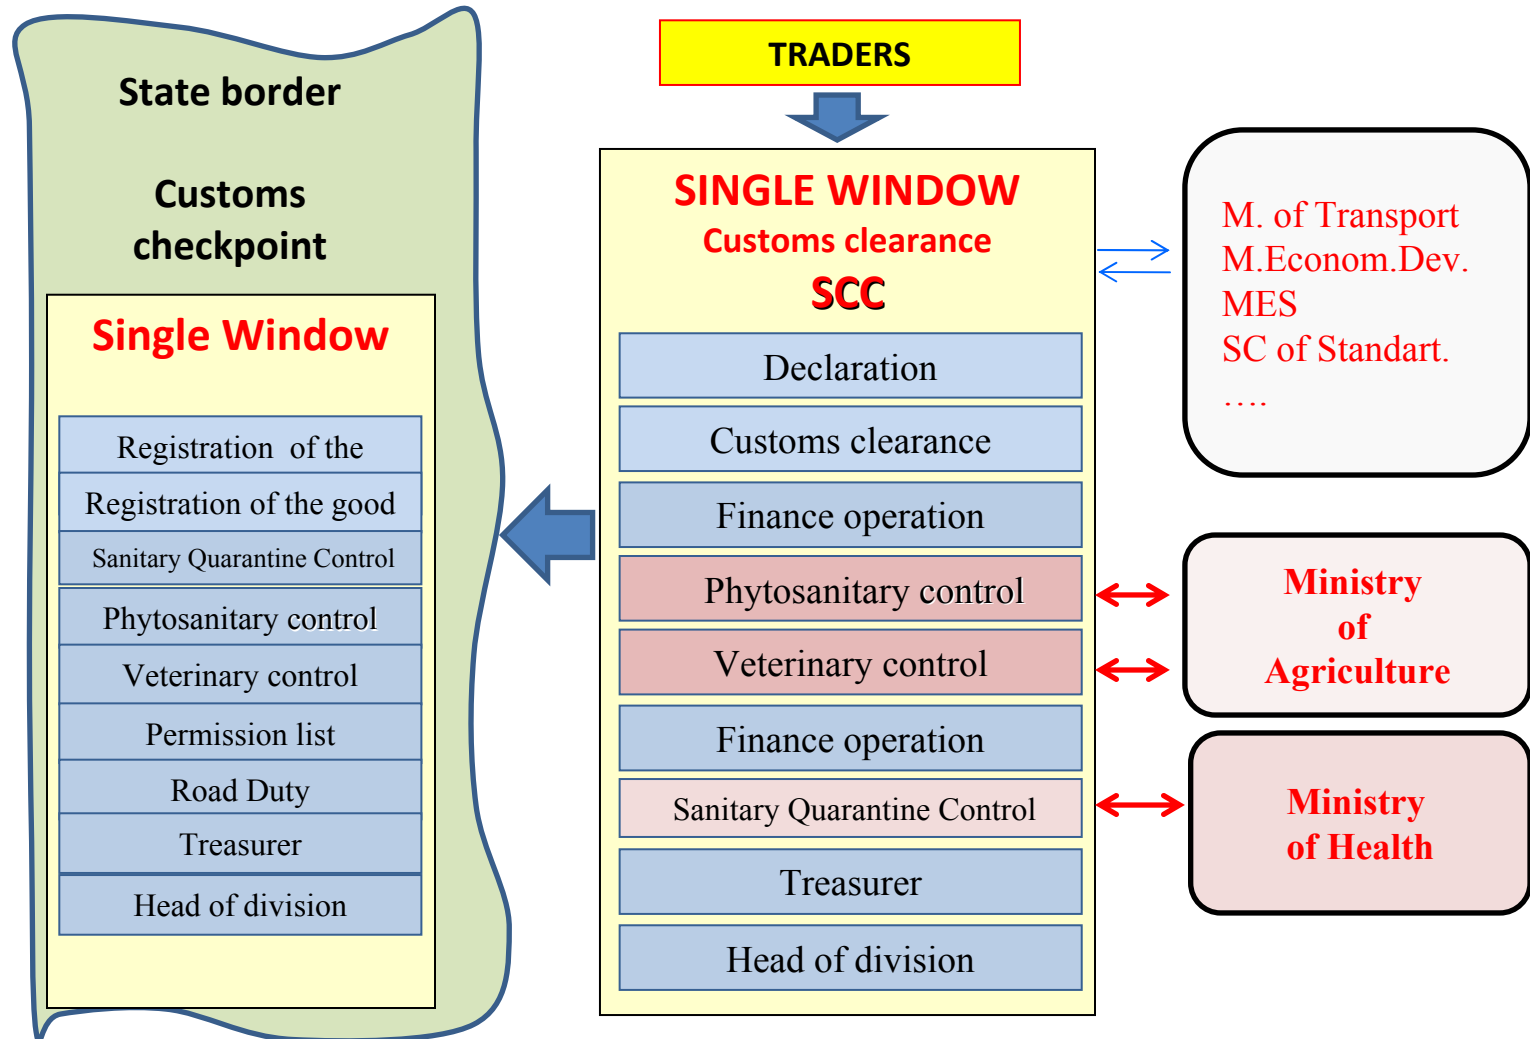 State border
Customs
checkpoint
Single Window
Registration of the
Registration of the good
Sanitary Quarantine Control
Phytosanitary control
Veterinary control
Permission list
Road Duty
Treasurer
Head of division
TRADERS
SINGLE WINDOW
Customs clearance
SCC
Declaration
Customs clearance
Finance operation
Phytosanitary control
Veterinary control
Finance operation
Sanitary Quarantine Control
Treasurer
Head of division
M. of Transport
M.Econom.Dev.
MES
SC of Standart.
….
Ministry
of
Agriculture
Ministry
of Health